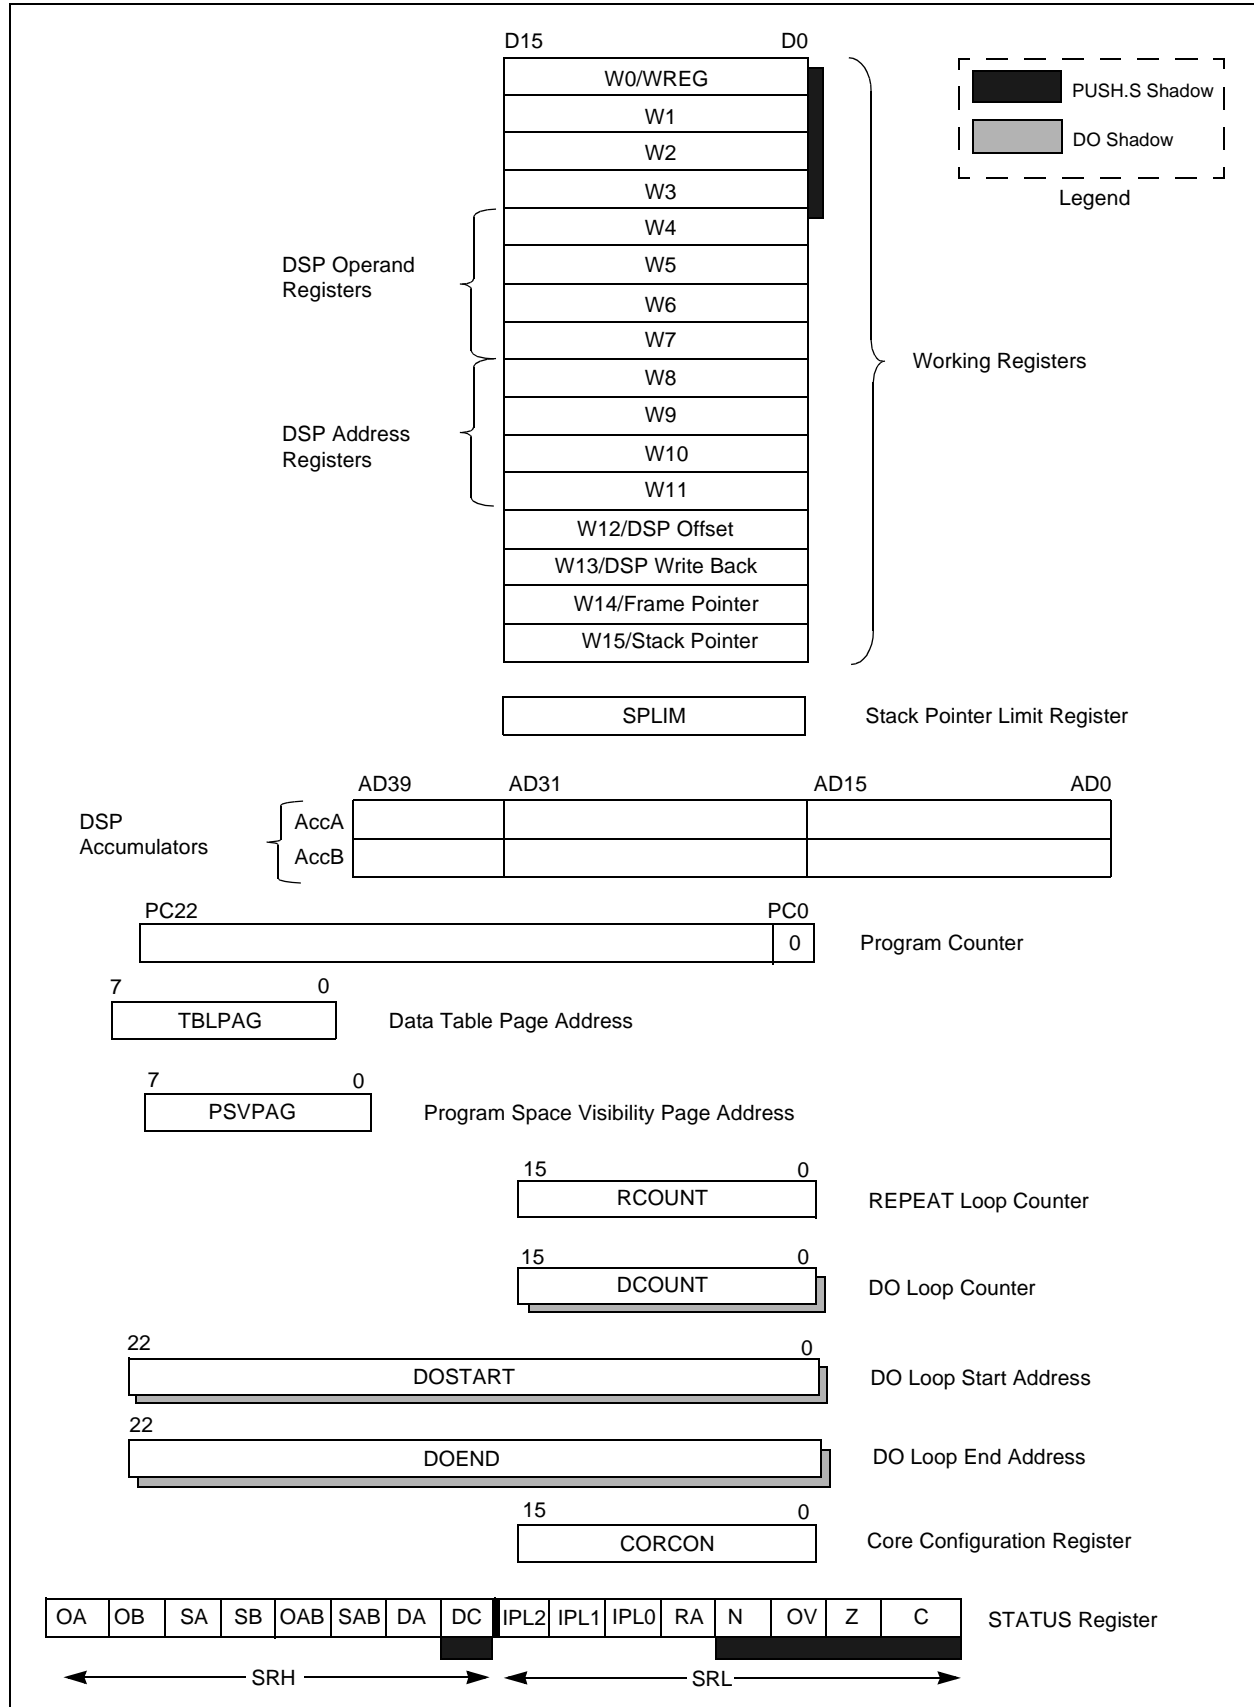 D15 D0
W0/WREG
PUSH.S Shadow
W1
W2
DO Shadow
W3
Legend
W4
DSP Operand
Registers
W5
W6
W7
Working Registers
W8
W9
DSP Address
Registers
W10
W11
W12/DSP Offset
W13/DSP Write Back
W14/Frame Pointer
W15/Stack Pointer
SPLIM Stack Pointer Limit Register
AD39 AD31 AD15 AD0
DSP
Accumulators
AccA
AccB
PC22 PC0
0 Program Counter
7 0
TBLPAG Data Table Page Address
7 0
PSVPAG Program Space Visibility Page Address
15 0
RCOUNT REPEAT Loop Counter
15 0
DCOUNT DO Loop Counter
22 0
DOSTART DO Loop Start Address
22
DOEND DO Loop End Address
15 0
CORCON Core Configuration Register
OA OB SA SB OAB SAB DA DC IPL2 IPL1 IPL0 RA N OV Z C STATUS Register
SRH SRL